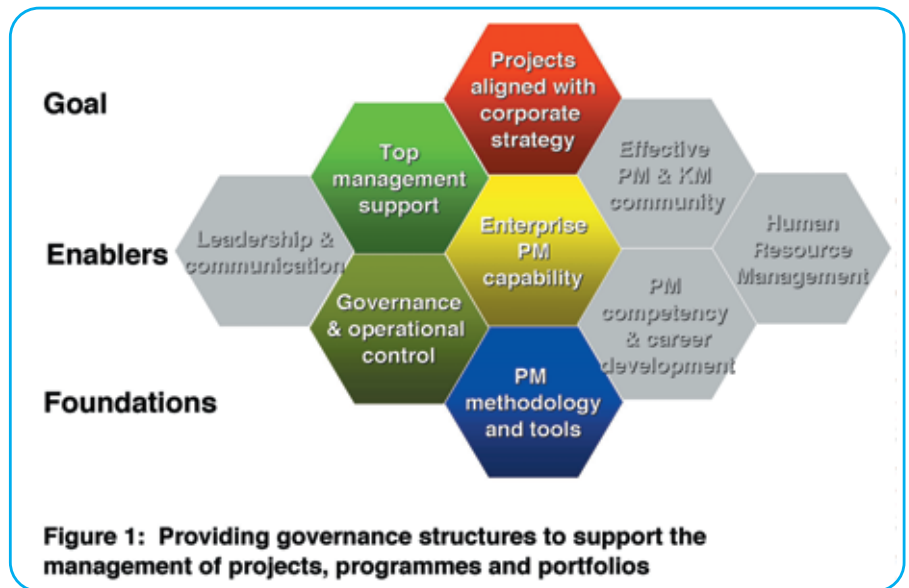 Goal
Projects
aligned with
corporate
strategy
Top
management
support
Effective
PM & KM
community
Enablers
Leadership &
communication
Enterprise
PM
capability
Human
Resource
Management
Governance
& operational
control
PM
competency
& career
development
Foundations
PM
methodology
and tools
Figure 1: Providing governance structures to support the
management of projects, programmes and portfolios